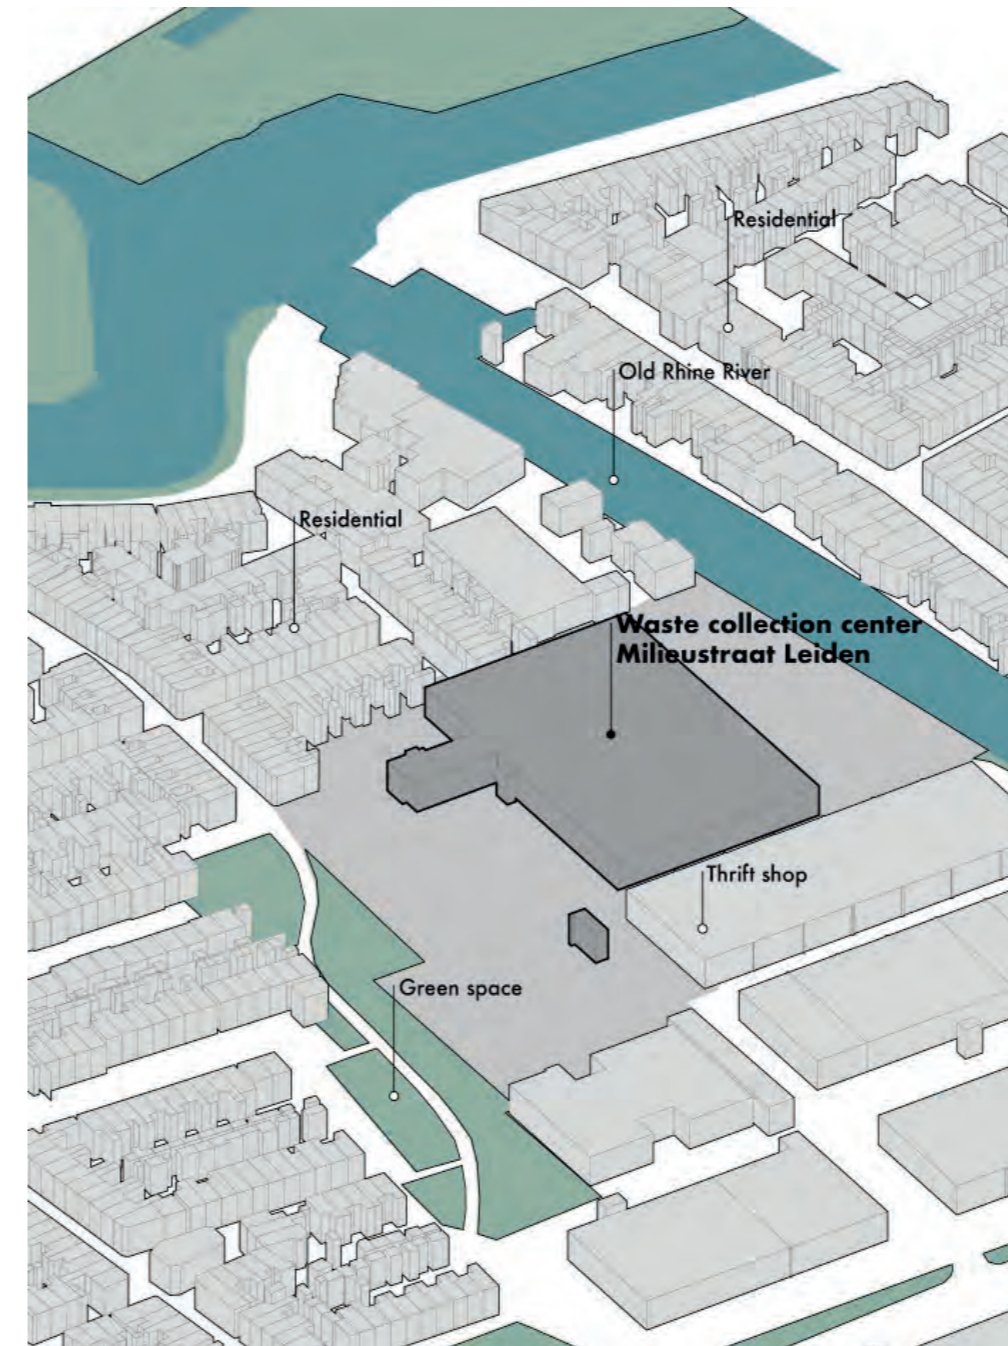 Residential
Old Rhine River
Residential
Waste collection center
Milieustraat Leiden
Thrift shop
Green space